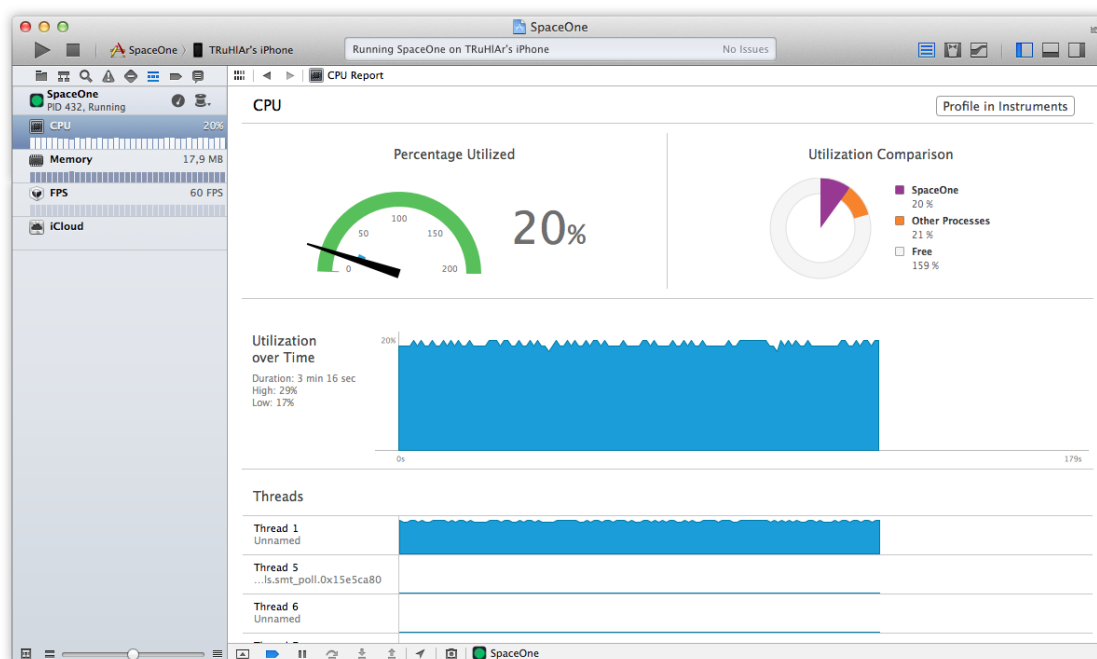 SpaceOne
SpaceOne
TRuHlAr's iPhone
Running SpaceOne on TRuHlAr's iPhone
No Issues
CPU Report
SpaceOne
PID 432, Running
CPU
20%
Memory
17,9 MB
FPS
60 FPS
iCloud
CPU
Profile in Instruments
Percentage Utilized
0
50
100
150
200
20%
Utilization Comparison
SpaceOne
20 %
Other Processes
21 %
Free
159 %
Utilization
over Time
Duration: 3 min 16 sec
High: 29%
Low: 17%
20%
0s
179s
Threads
Thread 1
Unnamed
Thread 5
...ls.smt_poll.0x15e5ca80
Thread 6
Unnamed
SpaceOne